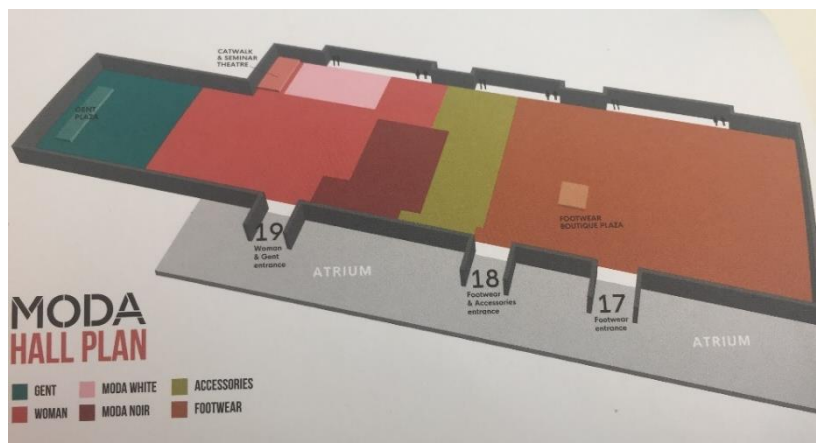 CATWALK
& SEMINAR
THEATRE
GENT
PLAZA
FOOTWEAR
BOUTIQUE PLAZA
19
Woman
& Gent
entrance
ATRIUM
18
Footwear
& Accessories
entrance
17
Footwear
entrance
ATRIUM
MODA
HALL PLAN
GENT
MODA WHITE
ACCESSORIES
WOMAN
MODA NOIR
FOOTWEAR